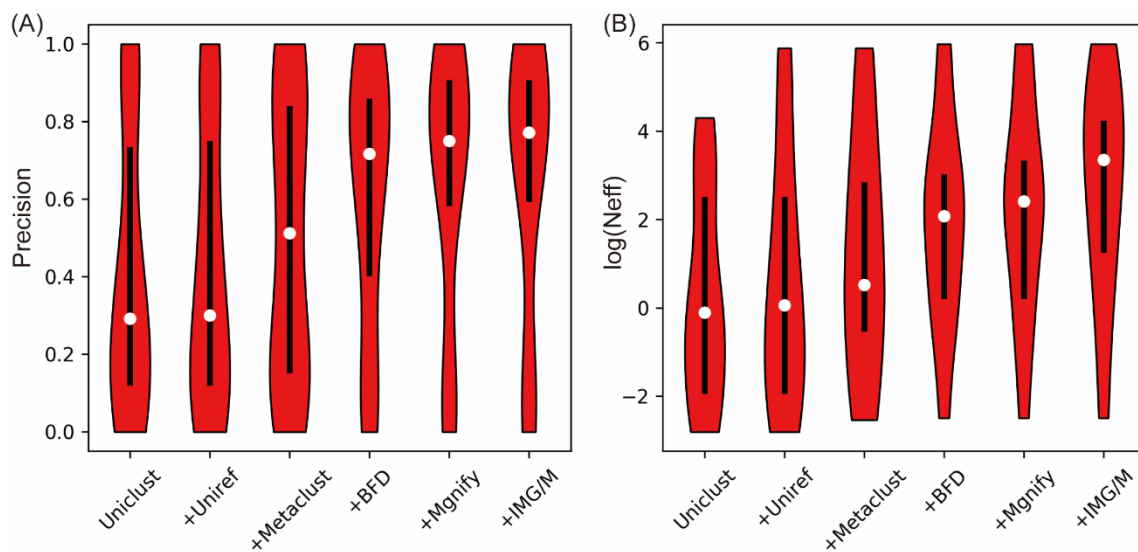 (A)
Precision
1.0
0.8
0.6
0.4
0.2
0.0
Uniclust
+Uniref
+Metaclust
+BFD
+Mgnify
+IMG/M
(B)
log(Neff)
6
4
2
0
−2
Uniclust
+Uniref
+Metaclust
+BFD
+Mgnify
+IMG/M